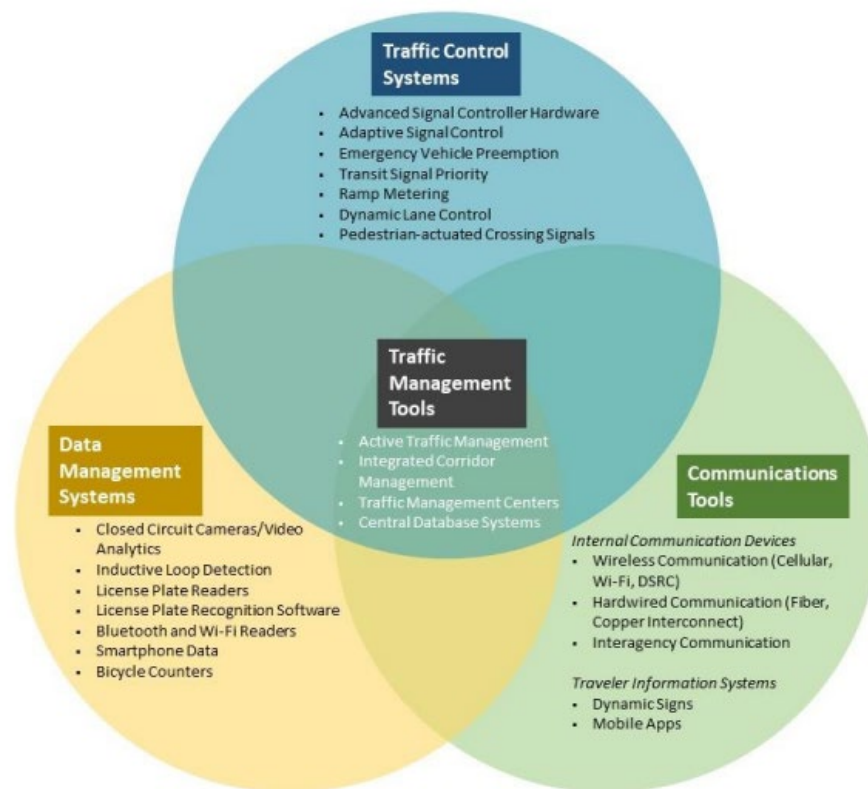 Traffic Control
Systems
▪ Advanced Signal Controller Hardware
▪ Adaptive Signal Control
▪ Emergency Vehicle Preemption
▪ Transit Signal Priority
▪ Ramp Metering
▪ Dynamic Lane Control
▪ Pedestrian-actuated Crossing Signals
Traffic
Management
Tools
▪ Active Traffic Management
▪ Integrated Corridor
Management
▪ Traffic Management Centers
▪ Central Database Systems
Data
Management
Systems
▪ Closed Circuit Cameras/Video
Analytics
▪ Inductive Loop Detection
▪ License Plate Readers
▪ License Plate Recognition Software
▪ Bluetooth and Wi-Fi Readers
▪ Smartphone Data
▪ Bicycle Counters
Communications
Tools
Internal Communication Devices
▪ Wireless Communication (Cellular,
Wi-Fi, DSRC)
▪ Hardwired Communication (Fiber,
Copper Interconnect)
▪ Interagency Communication
Traveler Information Systems
▪ Dynamic Signs
▪ Mobile Apps